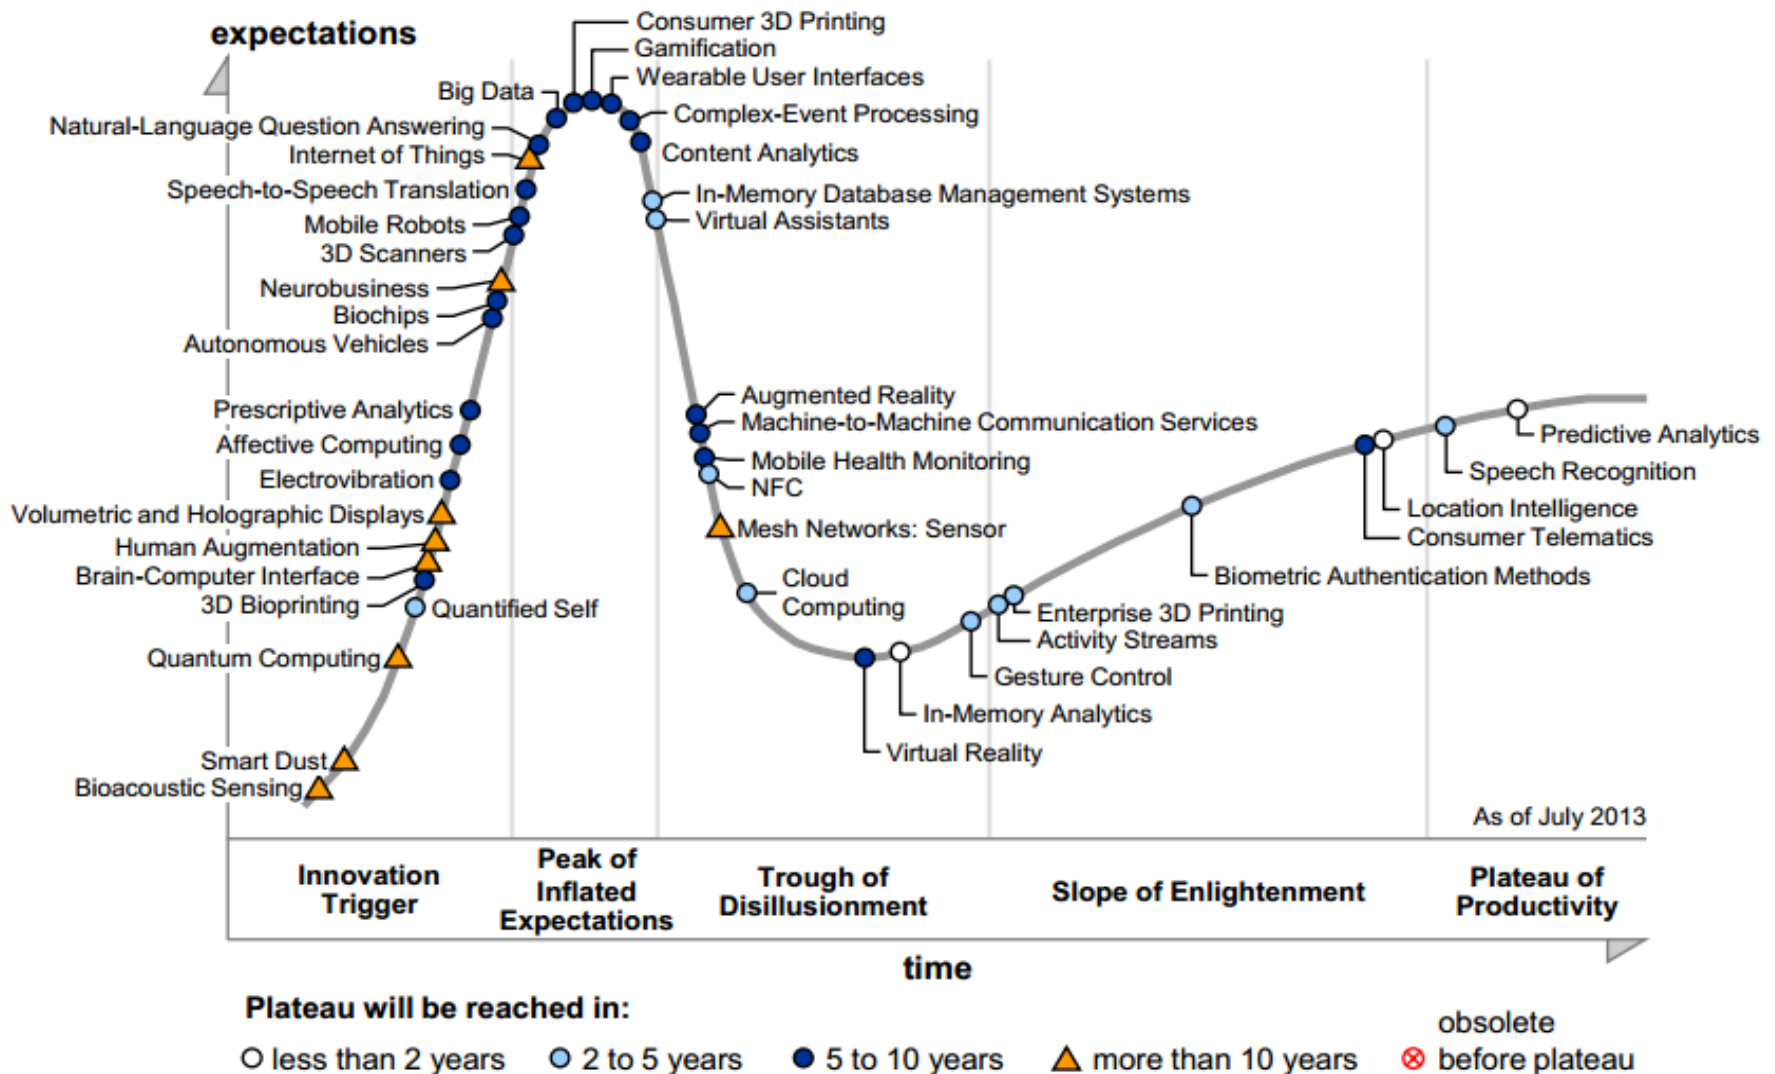 expectations
Consumer 3D Printing
Gamification
Wearable User Interfaces
Big Data
Complex-Event Processing
Natural-Language Question Answering
Content Analytics
Internet of Things
Speech-to-Speech Translation
In-Memory Database Management Systems
Mobile Robots
Virtual Assistants
3D Scanners
Neurobusiness
Biochips
Autonomous Vehicles
Augmented Reality
Prescriptive Analytics
Machine-to-Machine Communication Services
Predictive Analytics
Affective Computing
Mobile Health Monitoring
Speech Recognition
Electrovibration
NFC
Location Intelligence
Volumetric and Holographic Displays
Mesh Networks: Sensor
Consumer Telematics
Human Augmentation
Brain-Computer Interface
Cloud
Computing
Biometric Authentication Methods
3D Bioprinting
Quantified Self
Enterprise 3D Printing
Activity Streams
Quantum Computing
Gesture Control
In-Memory Analytics
Virtual Reality
Smart Dust
Bioacoustic Sensing
As of July 2013
Innovation
Trigger
Peak of
Inflated
Expectations
Trough of
Disillusionment
Slope of Enlightenment
Plateau of
Productivity
time
Plateau will be reached in:
less than 2 years
2 to 5 years
5 to 10 years
more than 10 years
obsolete
before plateau